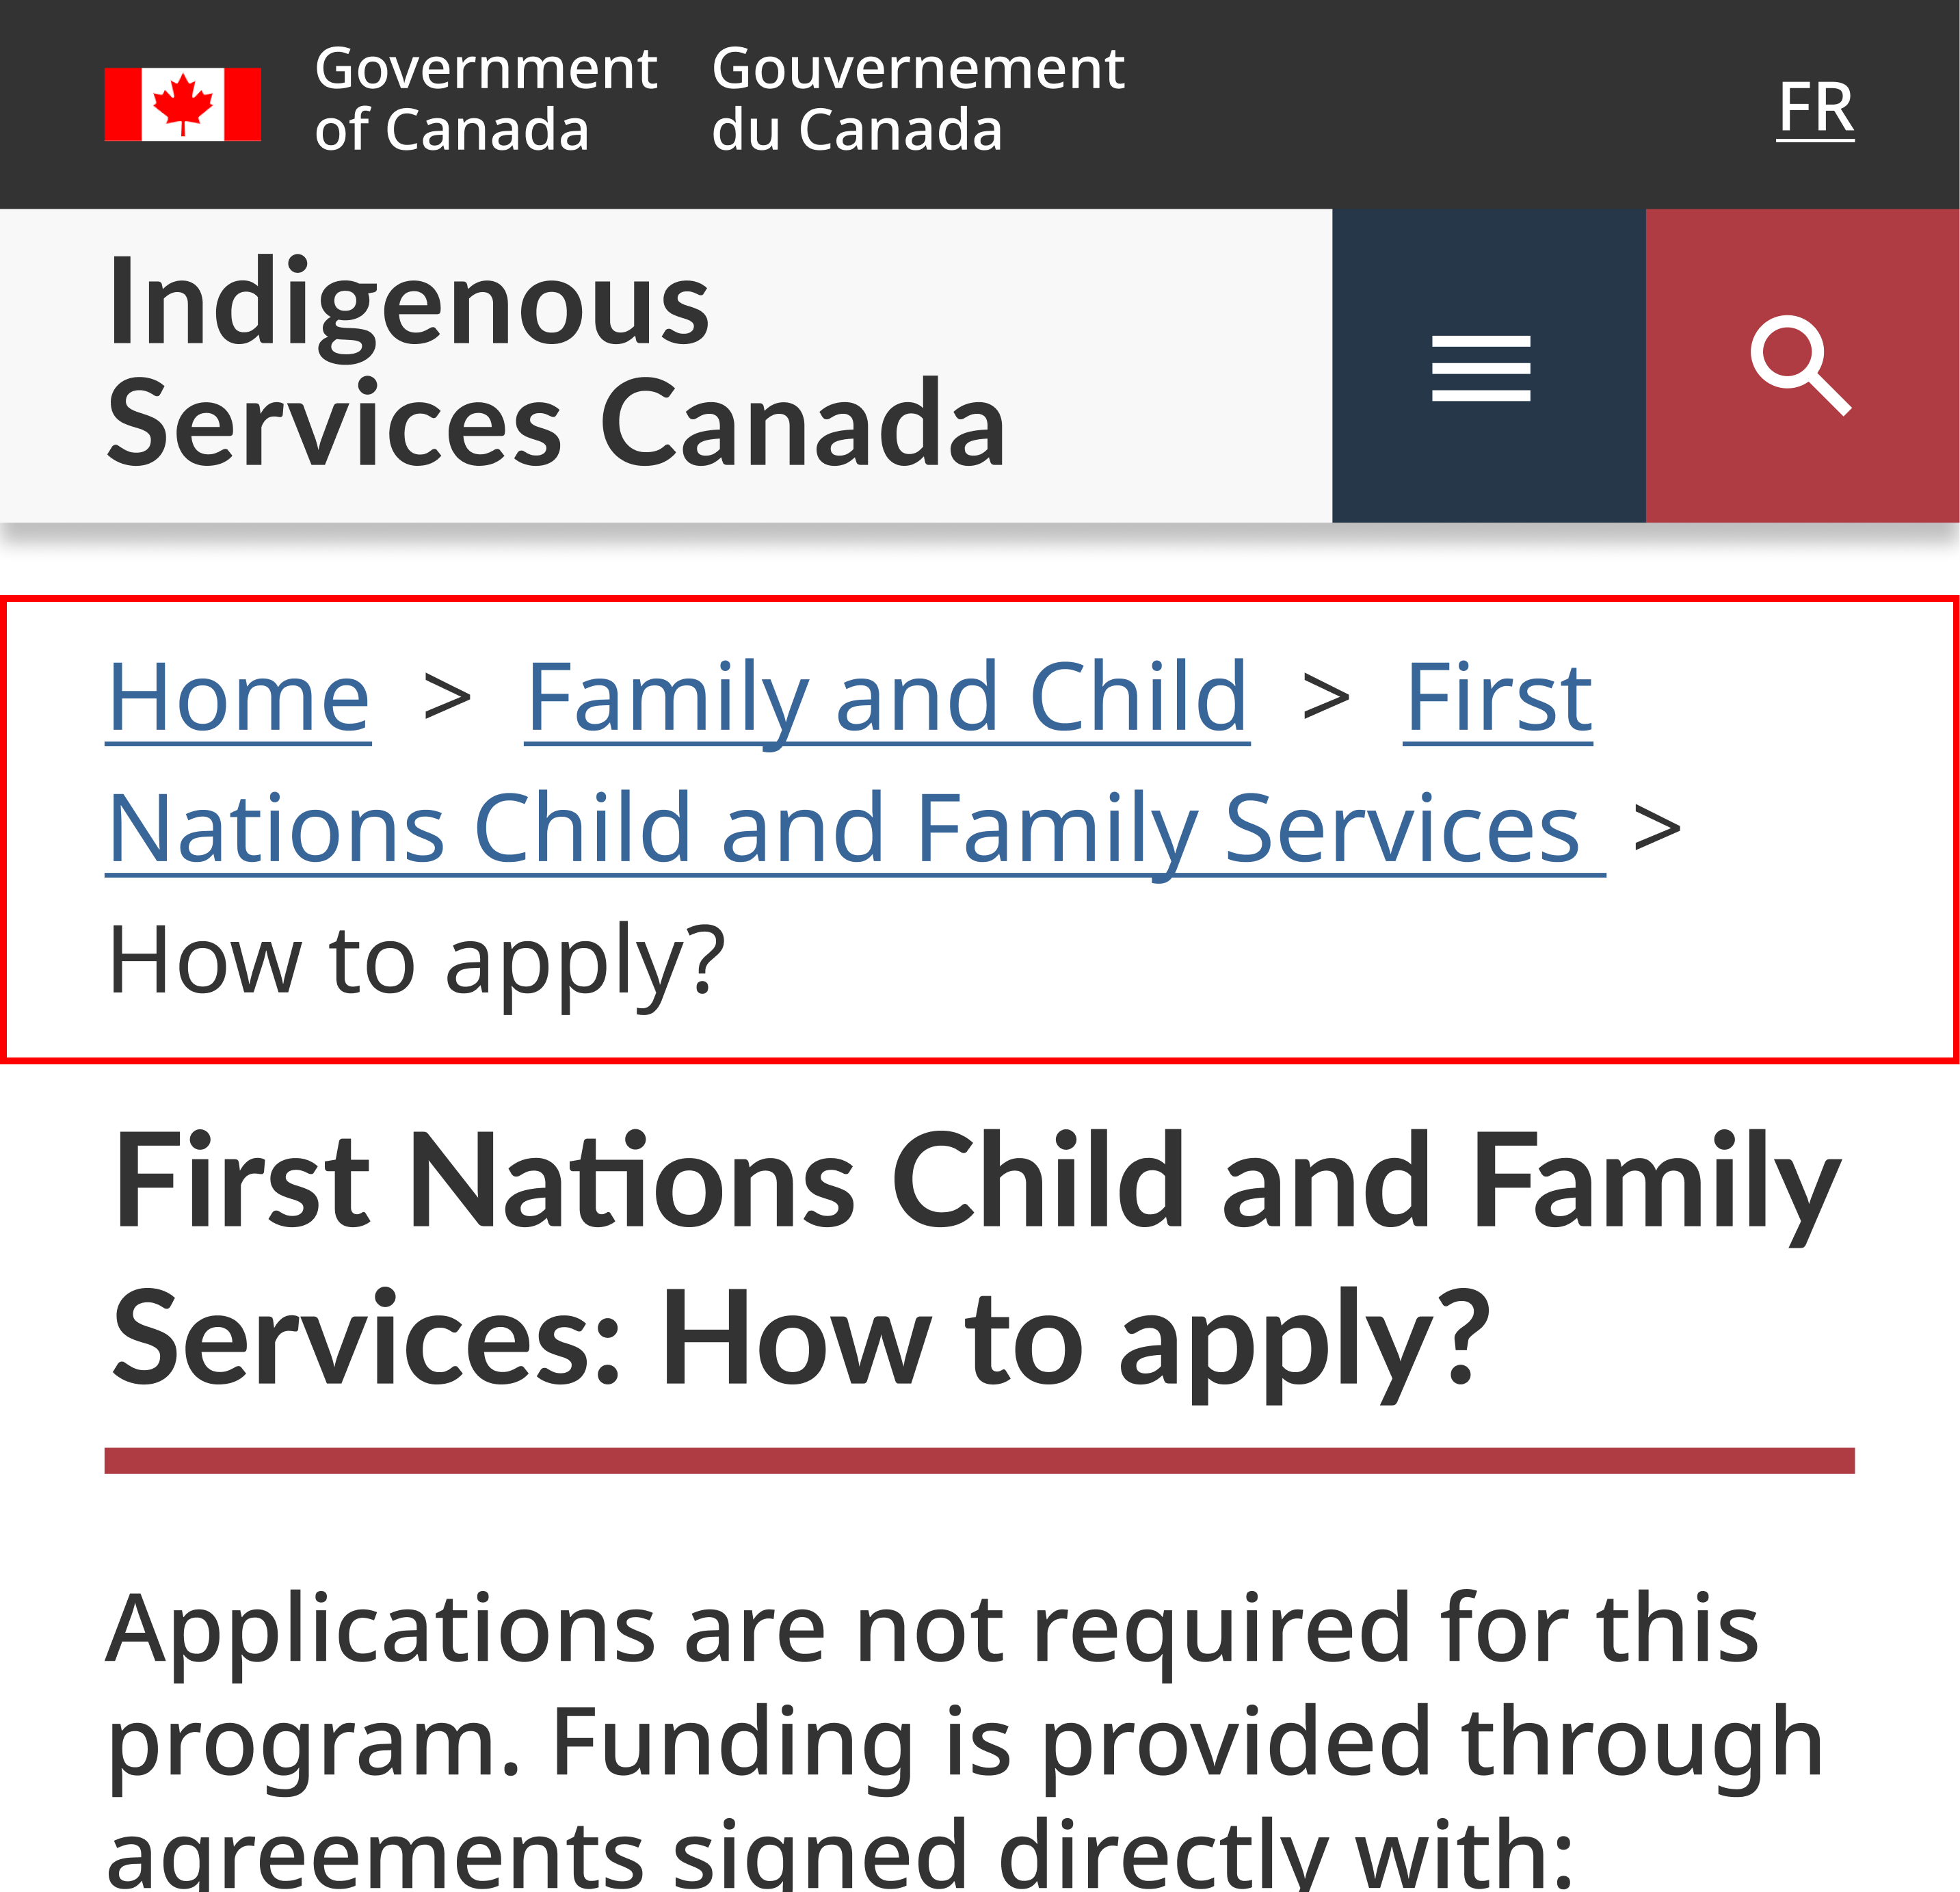 Government Gouvernement
of Canada du Canada
FR
Indigenous
Services Canada
Home > Family and Child > First
Nations Child and Family Services >
How to apply?
First Nations Child and Family
Services: How to apply?
Applications are not required for this
program. Funding is provided through
agreements signed directly with: